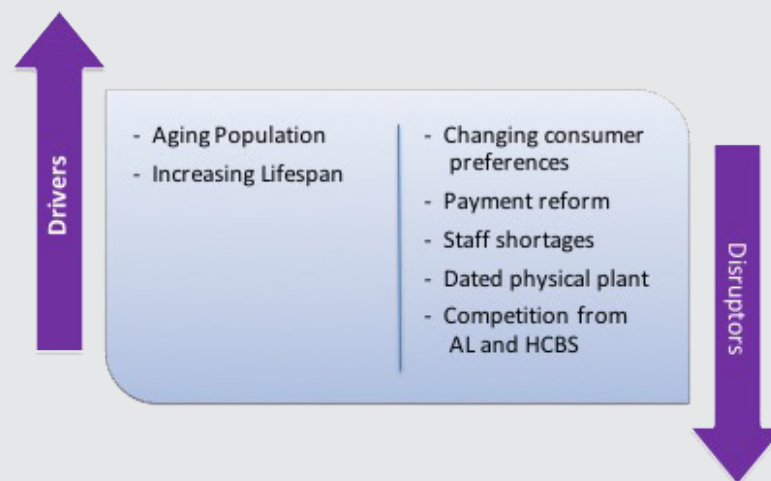 Drivers
- Aging Population
- Increasing Lifespan
- Changing consumer
preferences
- Payment reform
- Staff shortages
- Dated physical plant
- Competition from
AL and HCBS
Disruptors